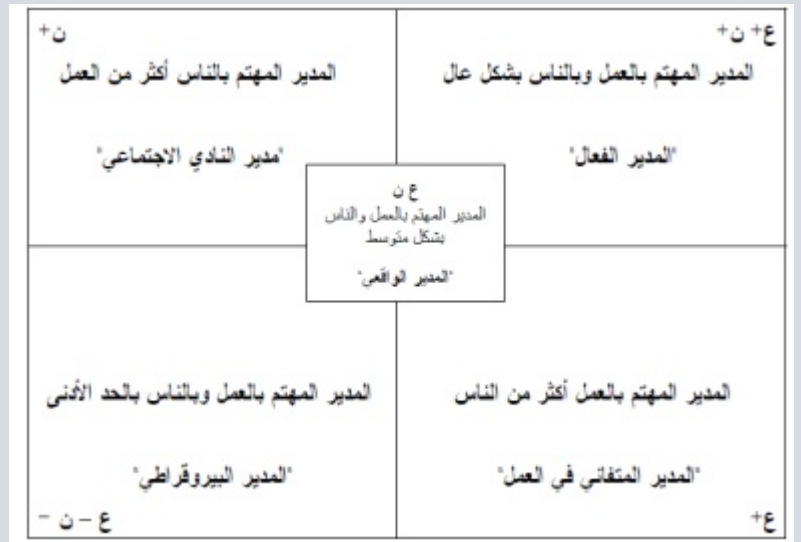 ع+ ن+
المدير المهتم بالعمل وبالناس بشكل عال
"المدير الفعال"
ن+
المدير المهتم بالناس أكثر من العمل
"مدير النادي الاجتماعي"
ع ن
المدير المهتم بالعمل والناس
بشكل متوسط
"المدير الواقعي"
المدير المهتم بالعمل أكثر من الناس
"المدير المتفاني في العمل"
ع+
المدير المهتم بالعمل وبالناس بالحد الأدنى
"المدير البيروقراطي"
ع – ن –